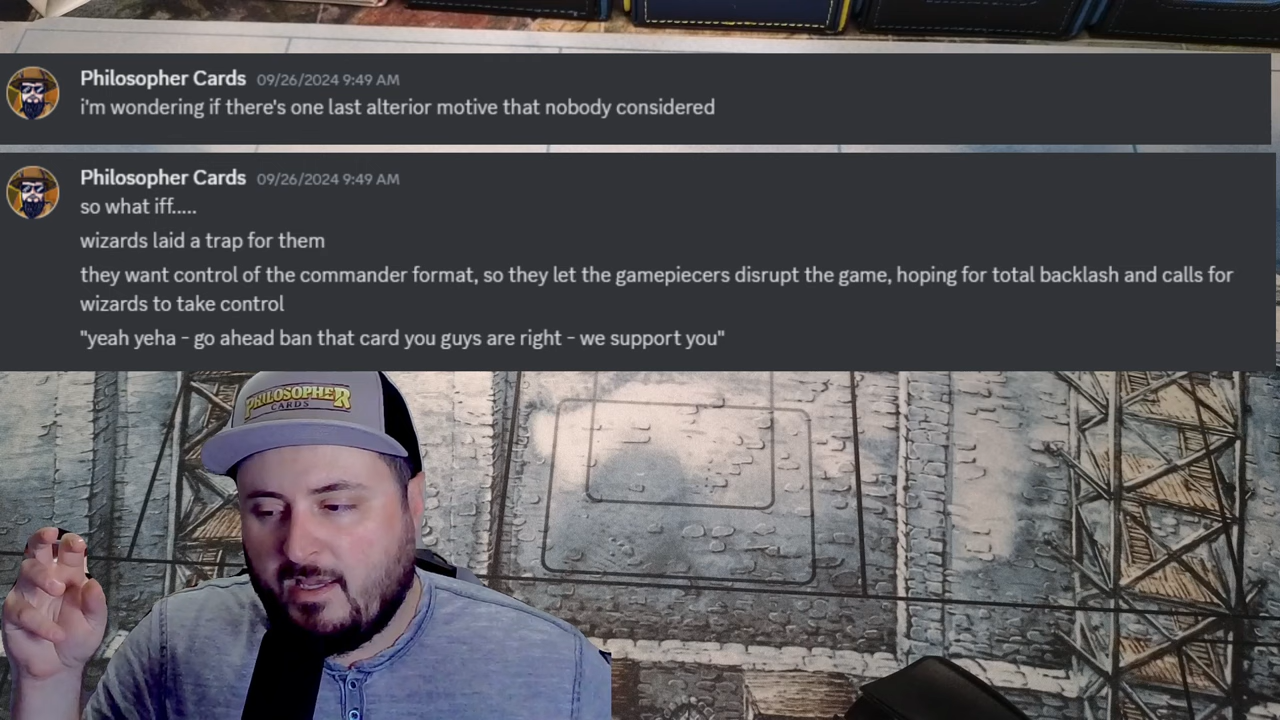 Philosopher Cards 09/26/2024 9:49 AM
i'm wondering if there's one last alterior motive that nobody considered
Philosopher Cards 09/26/2024 9:49 AM
so what iff.....
wizards laid a trap for them
they want control of the commander format, so they let the gamepiecers disrupt the game, hoping for total backlash and calls for
wizards to take control
"yeah yeha - go ahead ban that card you guys are right - we support you"
PHILOSOPHER
CARDS